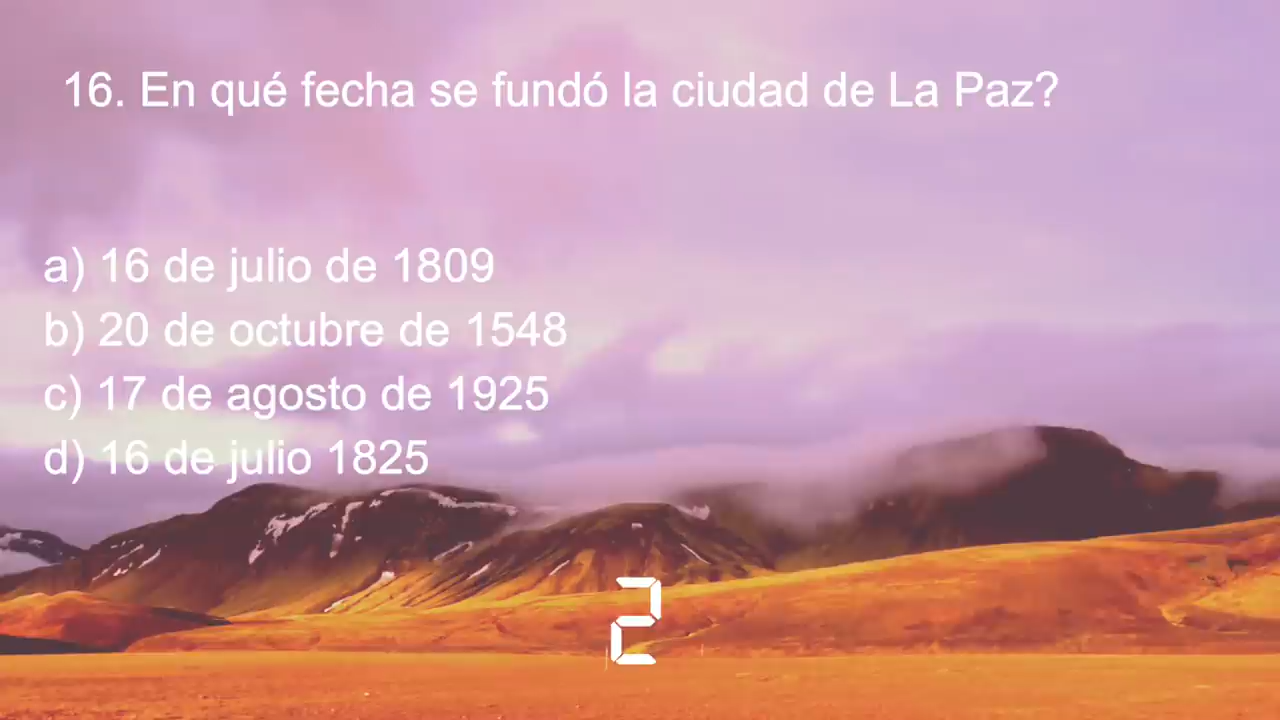 16. En qué fecha se fundó la ciudad de La Paz?
a) 16 de julio de 1809
b) 20 de octubre de 1548
c) 17 de agosto de 1925
d) 16 de julio 1825
2